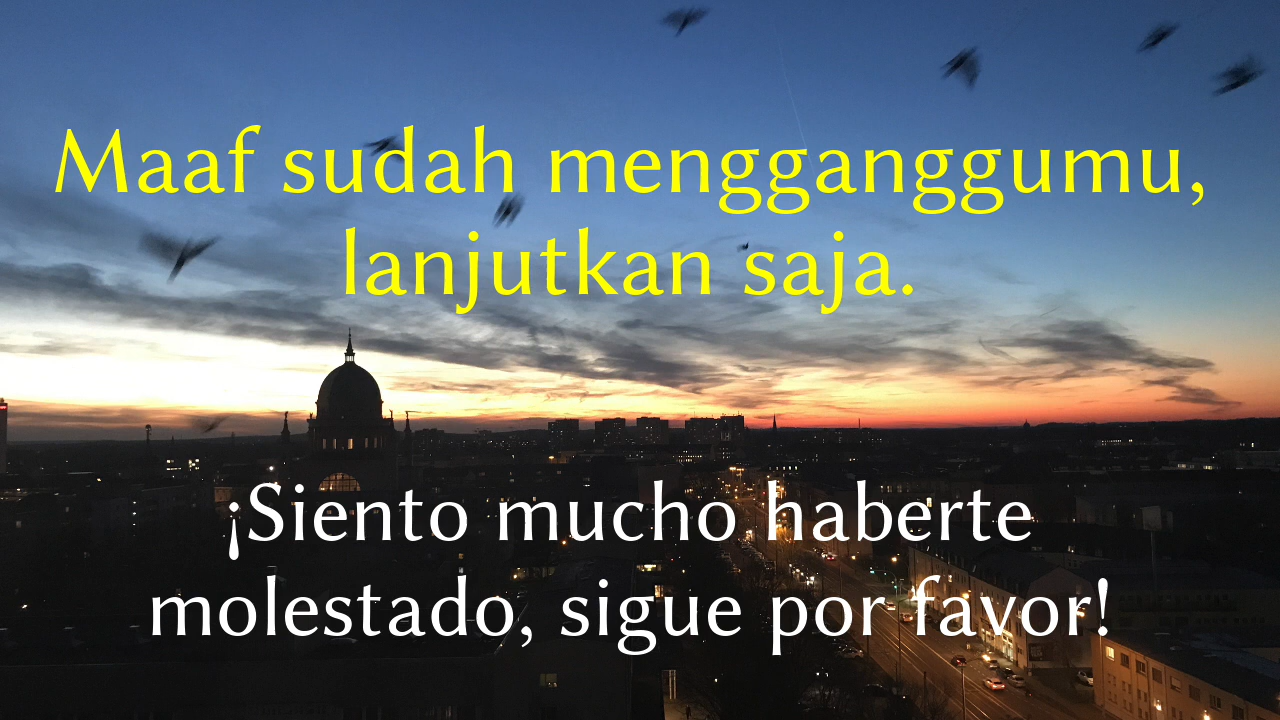 Maaf sudah mengganggumu,
lanjutkan saja.
¡Siento mucho haberte
molestado, sigue por favor!